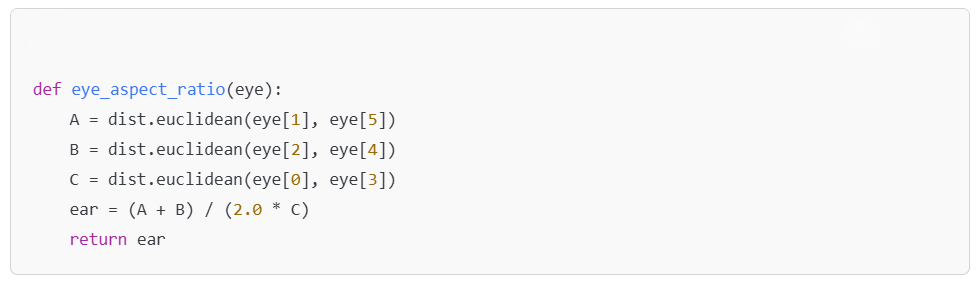 def eye_aspect_ratio(eye):
    A = dist.euclidean(eye[1], eye[5])
    B = dist.euclidean(eye[2], eye[4])
    C = dist.euclidean(eye[0], eye[3])
    ear = (A + B) / (2.0 * C)
    return ear